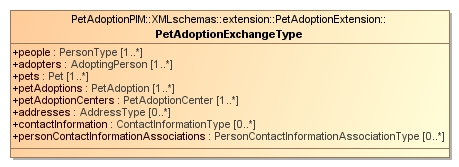 PetAdoptionPIM::XMLschemas::extension::PetAdoptionExtension::
PetAdoptionExchangeType
+people : PersonType [1..*]
+adopters : AdoptingPerson [1..*]
+pets : Pet [1..*]
+petAdoptions : PetAdoption [1..*]
+petAdoptionCenters : PetAdoptionCenter [1..*]
+addresses : AddressType [0..*]
+contactInformation : ContactInformationType [0..*]
+personContactInformationAssociations : PersonContactInformationAssociationType [0..*]